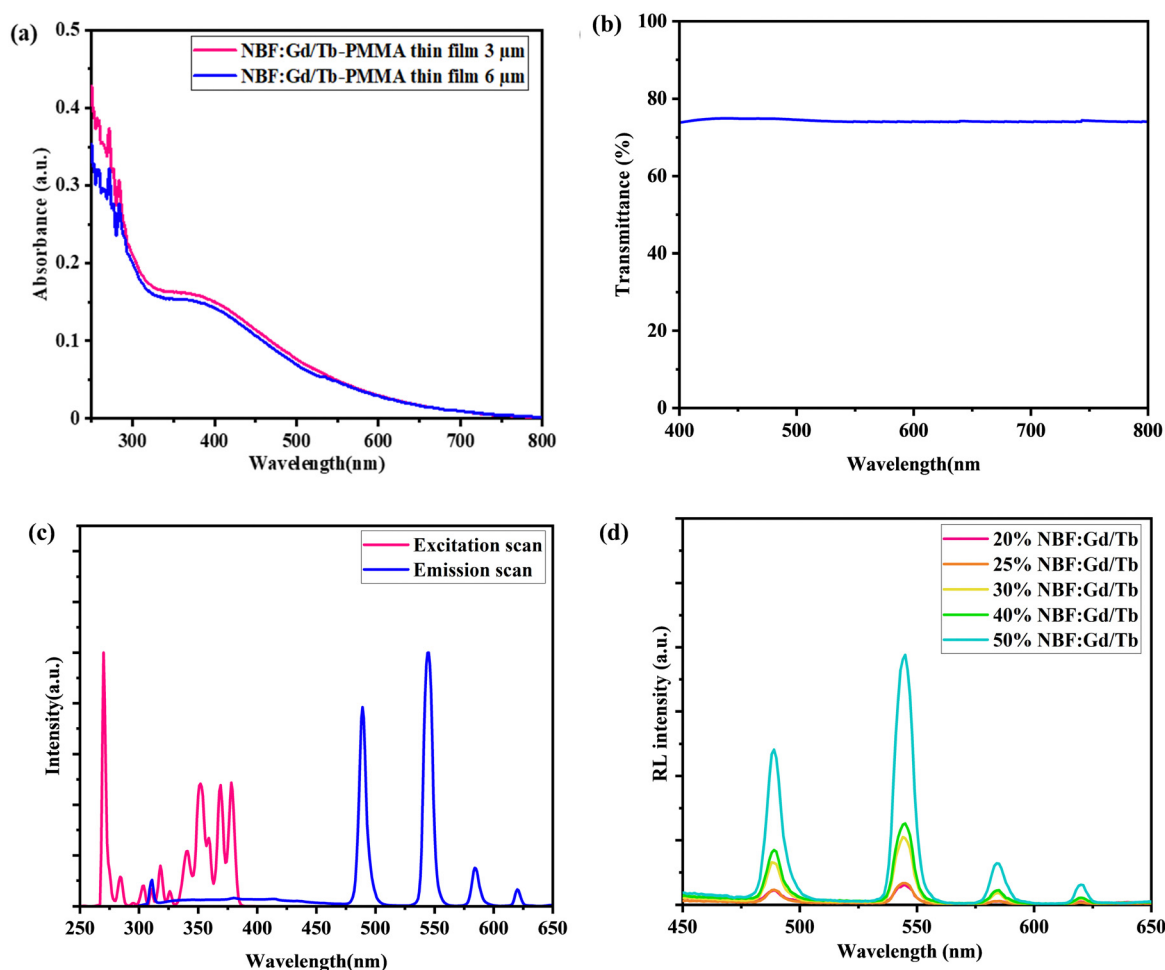 (a)
NBF:Gd/Tb-PMMA thin film 3 µm
NBF:Gd/Tb-PMMA thin film 6 µm
Absorbance (a.u.)
0.5
0.4
0.3
0.2
0.1
0
300
400
500
600
700
800
Wavelength(nm)
(b)
Transmittance (%)
100
80
60
40
20
0
400
500
600
700
800
Wavelength(nm
(c)
Excitation scan
Emission scan
Intensity(a.u.)
250
300
350
400
450
500
550
600
650
Wavelength(nm)
(d)
20% NBF:Gd/Tb
25% NBF:Gd/Tb
30% NBF:Gd/Tb
40% NBF:Gd/Tb
50% NBF:Gd/Tb
RL intensity (a.u.)
450
500
550
600
650
Wavelength (nm)